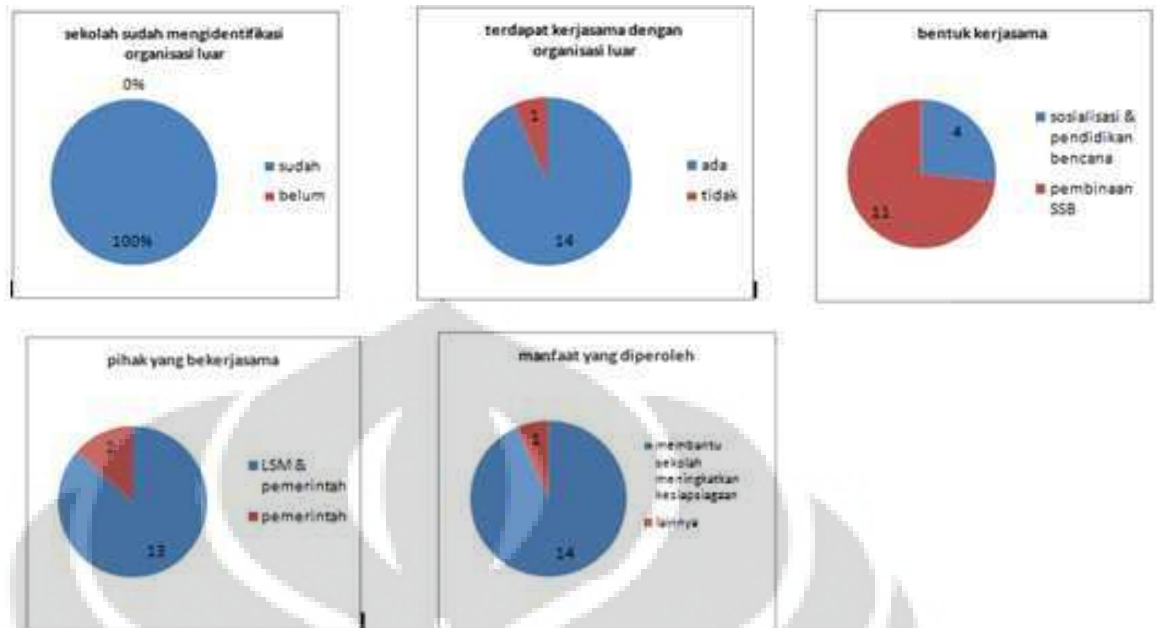 sekolah sudah mengidentifikasi
organisasi luar
0%
100%
sudah
belum
terdapat kerjasama dengan
organisasi luar
1
14
ada
tidak
bentuk kerjasama
4
11
sosialisasi &
pendidikan
bencana
pembinaan
SSB
pihak yang bekerjasama
2
13
LSM &
pemerintah
pemerintah
manfaat yang diperoleh
1
14
membantu
sekolah
meningkatkan
kesiapsiagaan
lainnya